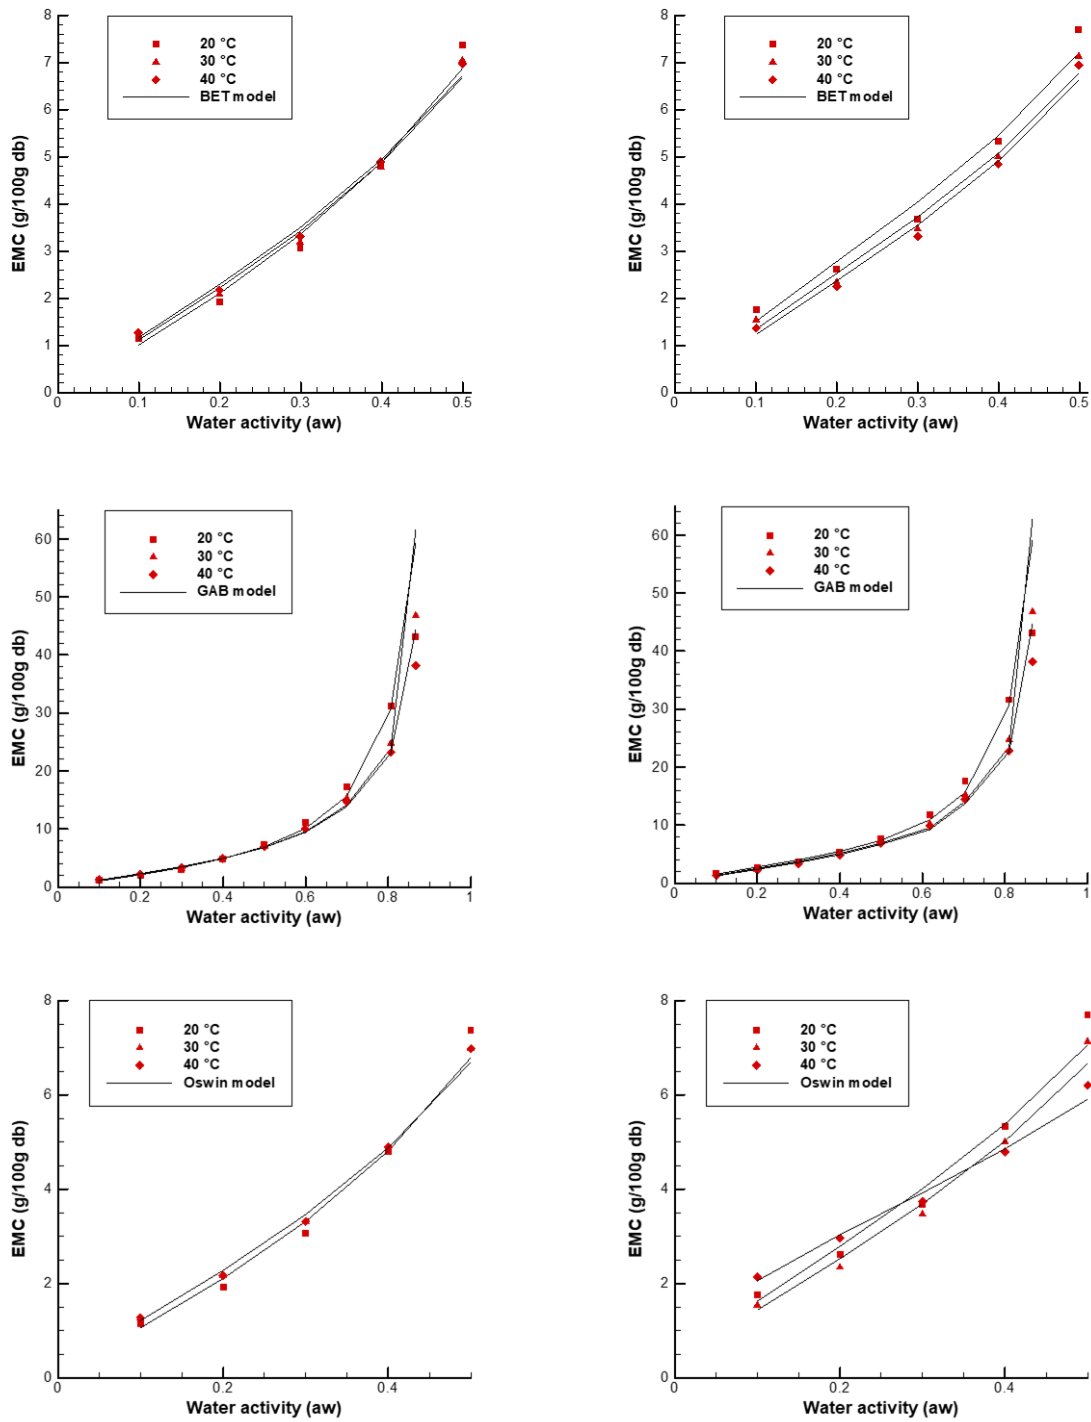 8
7
6
5
4
3
2
1
0
EMC (g/100g db)
20 °C
30 °C
40 °C
BET model
0
0.1
0.2
0.3
0.4
0.5
Water activity (aw)
8
7
6
5
4
3
2
1
0
EMC (g/100g db)
20 °C
30 °C
40 °C
BET model
0
0.1
0.2
0.3
0.4
0.5
Water activity (aw)
60
50
40
30
20
10
0
EMC (g/100g db)
20 °C
30 °C
40 °C
GAB model
0
0.2
0.4
0.6
0.8
1
Water activity (aw)
60
50
40
30
20
10
0
EMC (g/100g db)
20 °C
30 °C
40 °C
GAB model
0
0.2
0.4
0.6
0.8
1
Water activity (aw)
8
6
4
2
0
EMC (g/100g db)
20 °C
30 °C
40 °C
Oswin model
0
0.2
0.4
Water activity (aw)
8
6
4
2
0
EMC (g/100g db)
20 °C
30 °C
40 °C
Oswin model
0
0.2
0.4
Water activity (aw)